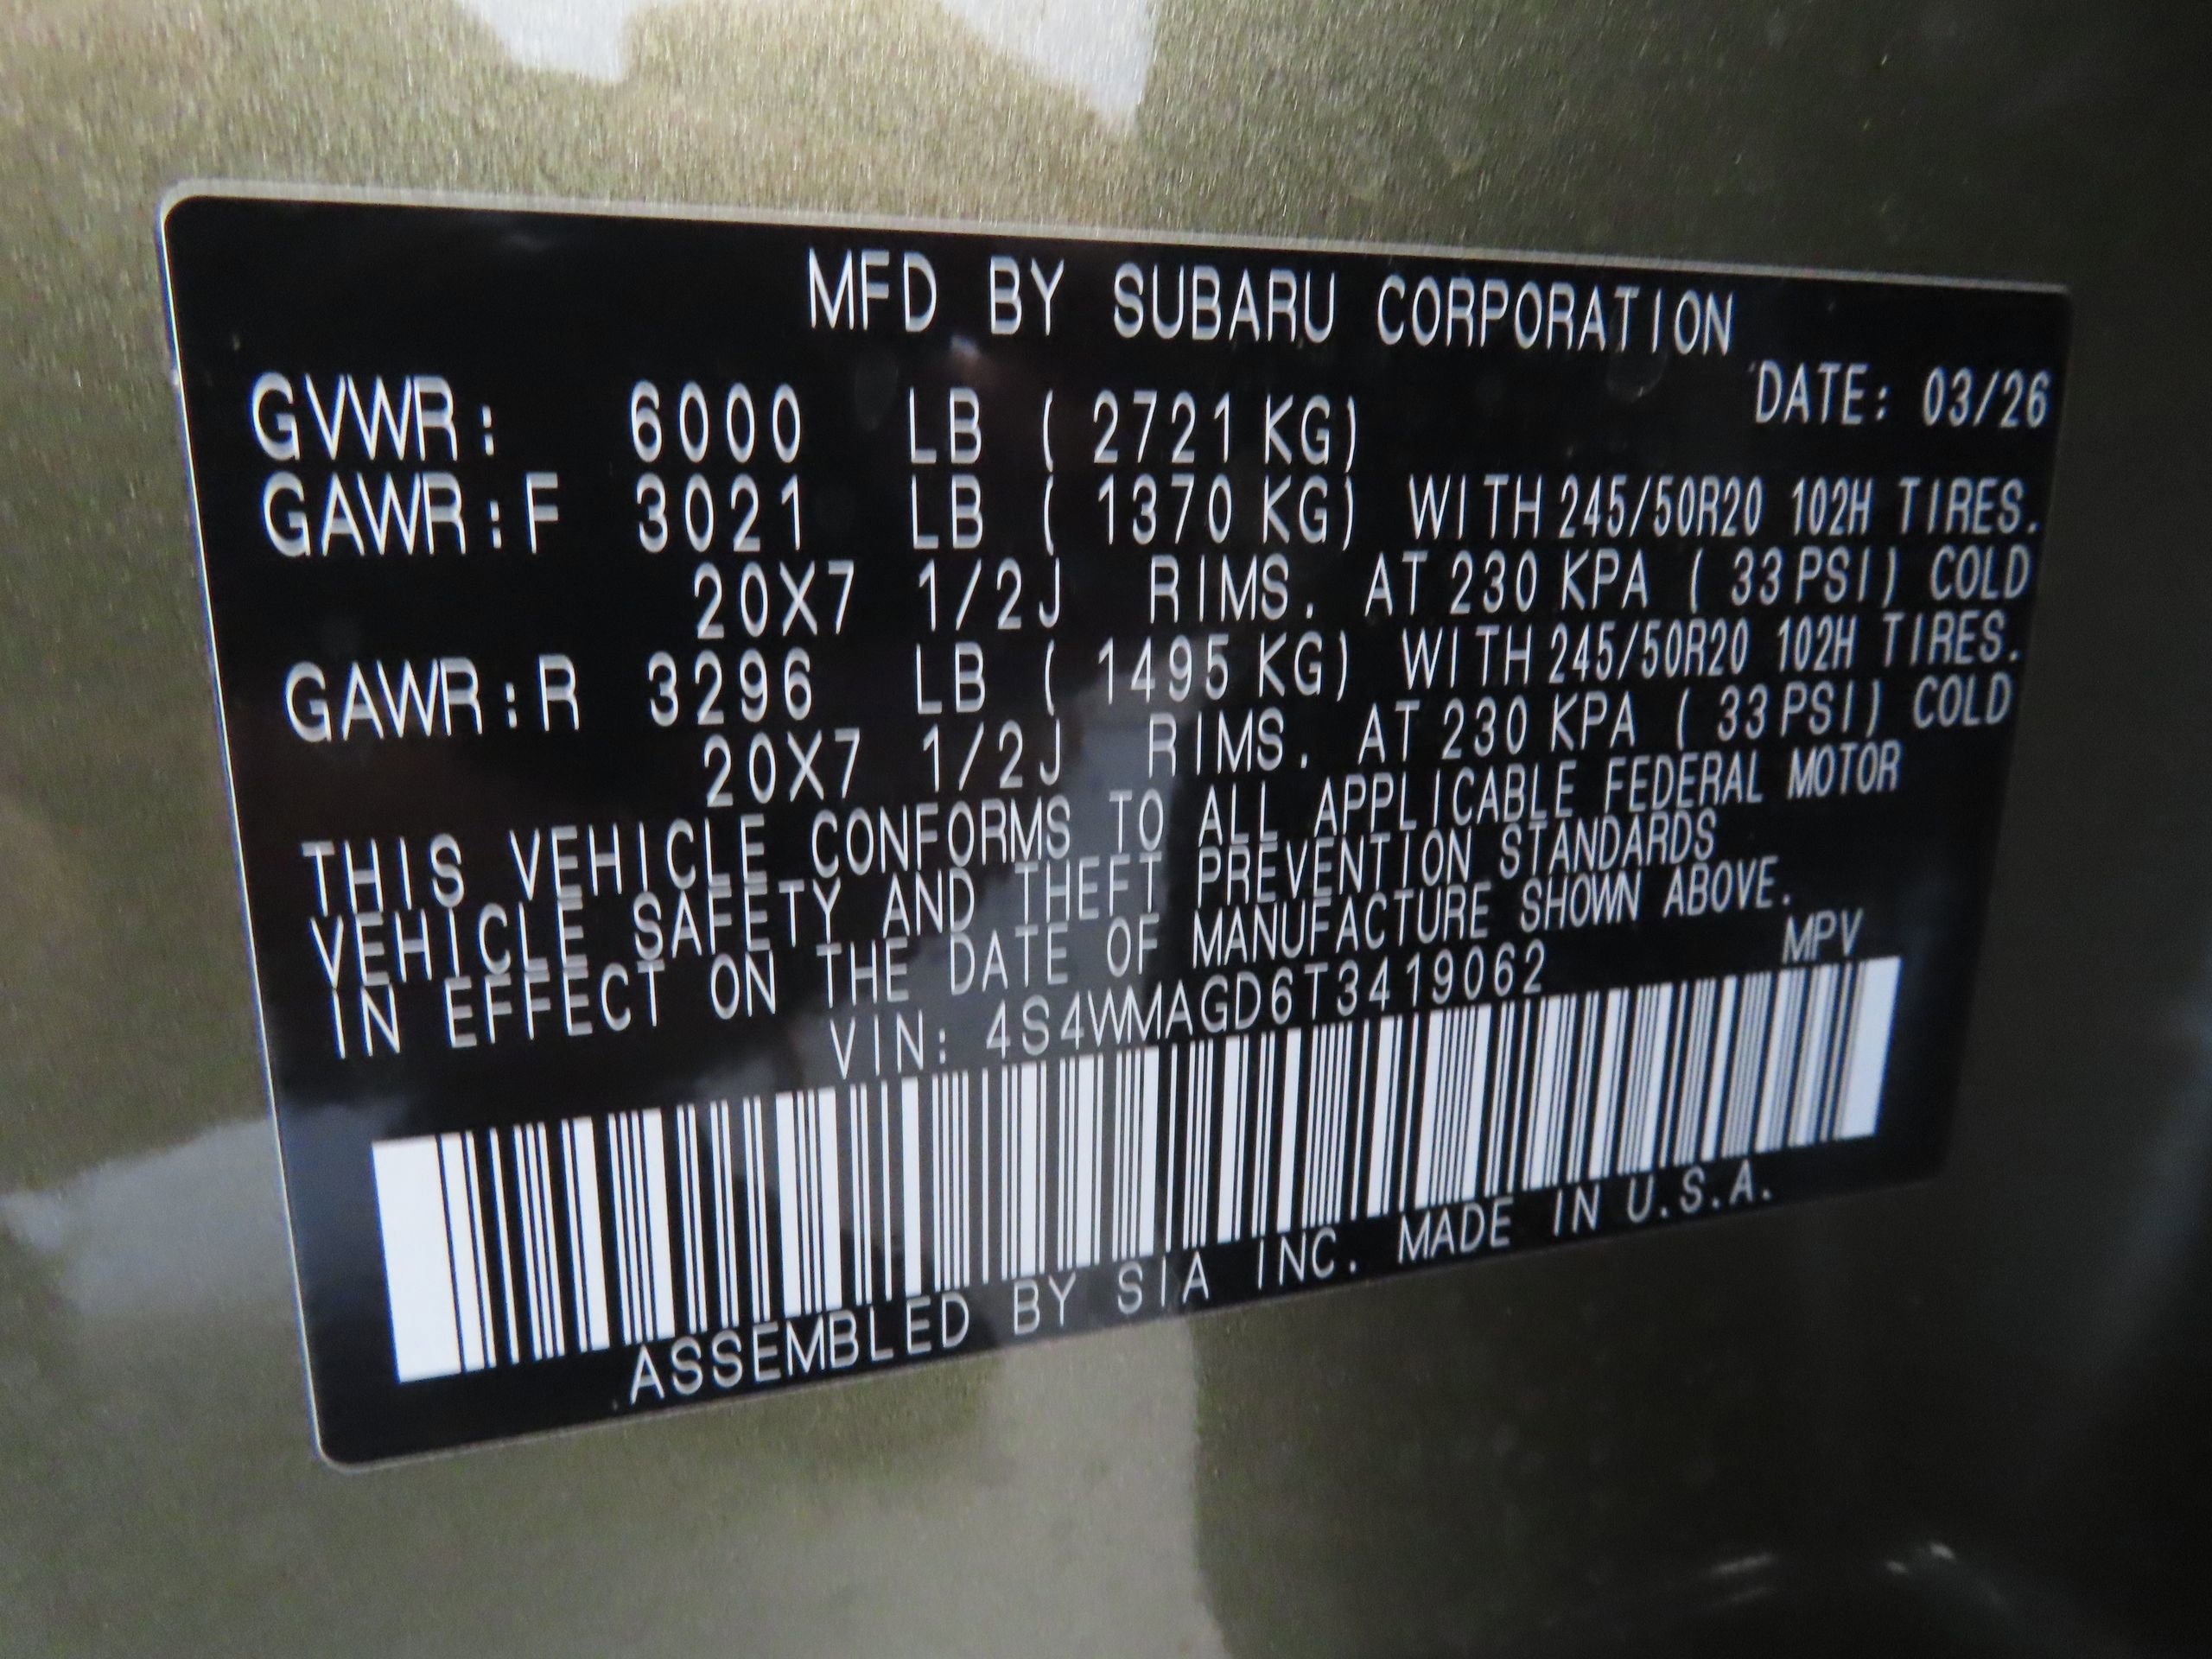 MFD BY SUBARU CORPORATION
DATE: 03/26
GVWR: 6000 LB ( 2721 KG)
GAWR:F 3021 LB ( 1370 KG) WITH 245/50R20 102H TIRES.
20X7 1/2J RIMS. AT 230 KPA ( 33 PSI) COLD
GAWR:R 3296 LB ( 1495 KG) WITH 245/50R20 102H TIRES.
20X7 1/2J RIMS. AT 230 KPA ( 33 PSI) COLD
THIS VEHICLE CONFORMS TO ALL APPLICABLE FEDERAL MOTOR
VEHICLE SAFETY AND THEFT PREVENTION STANDARDS
IN EFFECT ON THE DATE OF MANUFACTURE SHOWN ABOVE.
VIN: 4S4WMAGD6T3419062 MPV
ASSEMBLED BY SIA INC. MADE IN U.S.A.